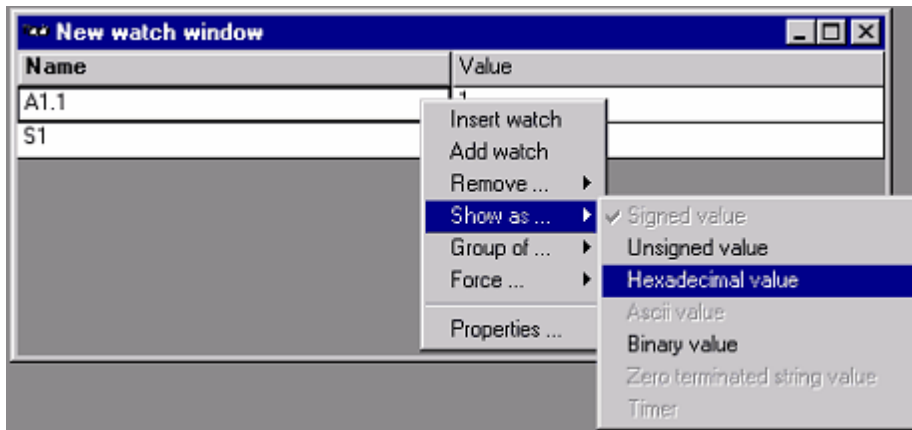 New watch window
Name Value
A1.1 1
S1
Insert watch
Add watch
Remove ...
Show as ...
Group of ...
Force ...
Properties ...
Signed value
Unsigned value
Hexadecimal value
Ascii value
Binary value
Zero terminated string value
Timer